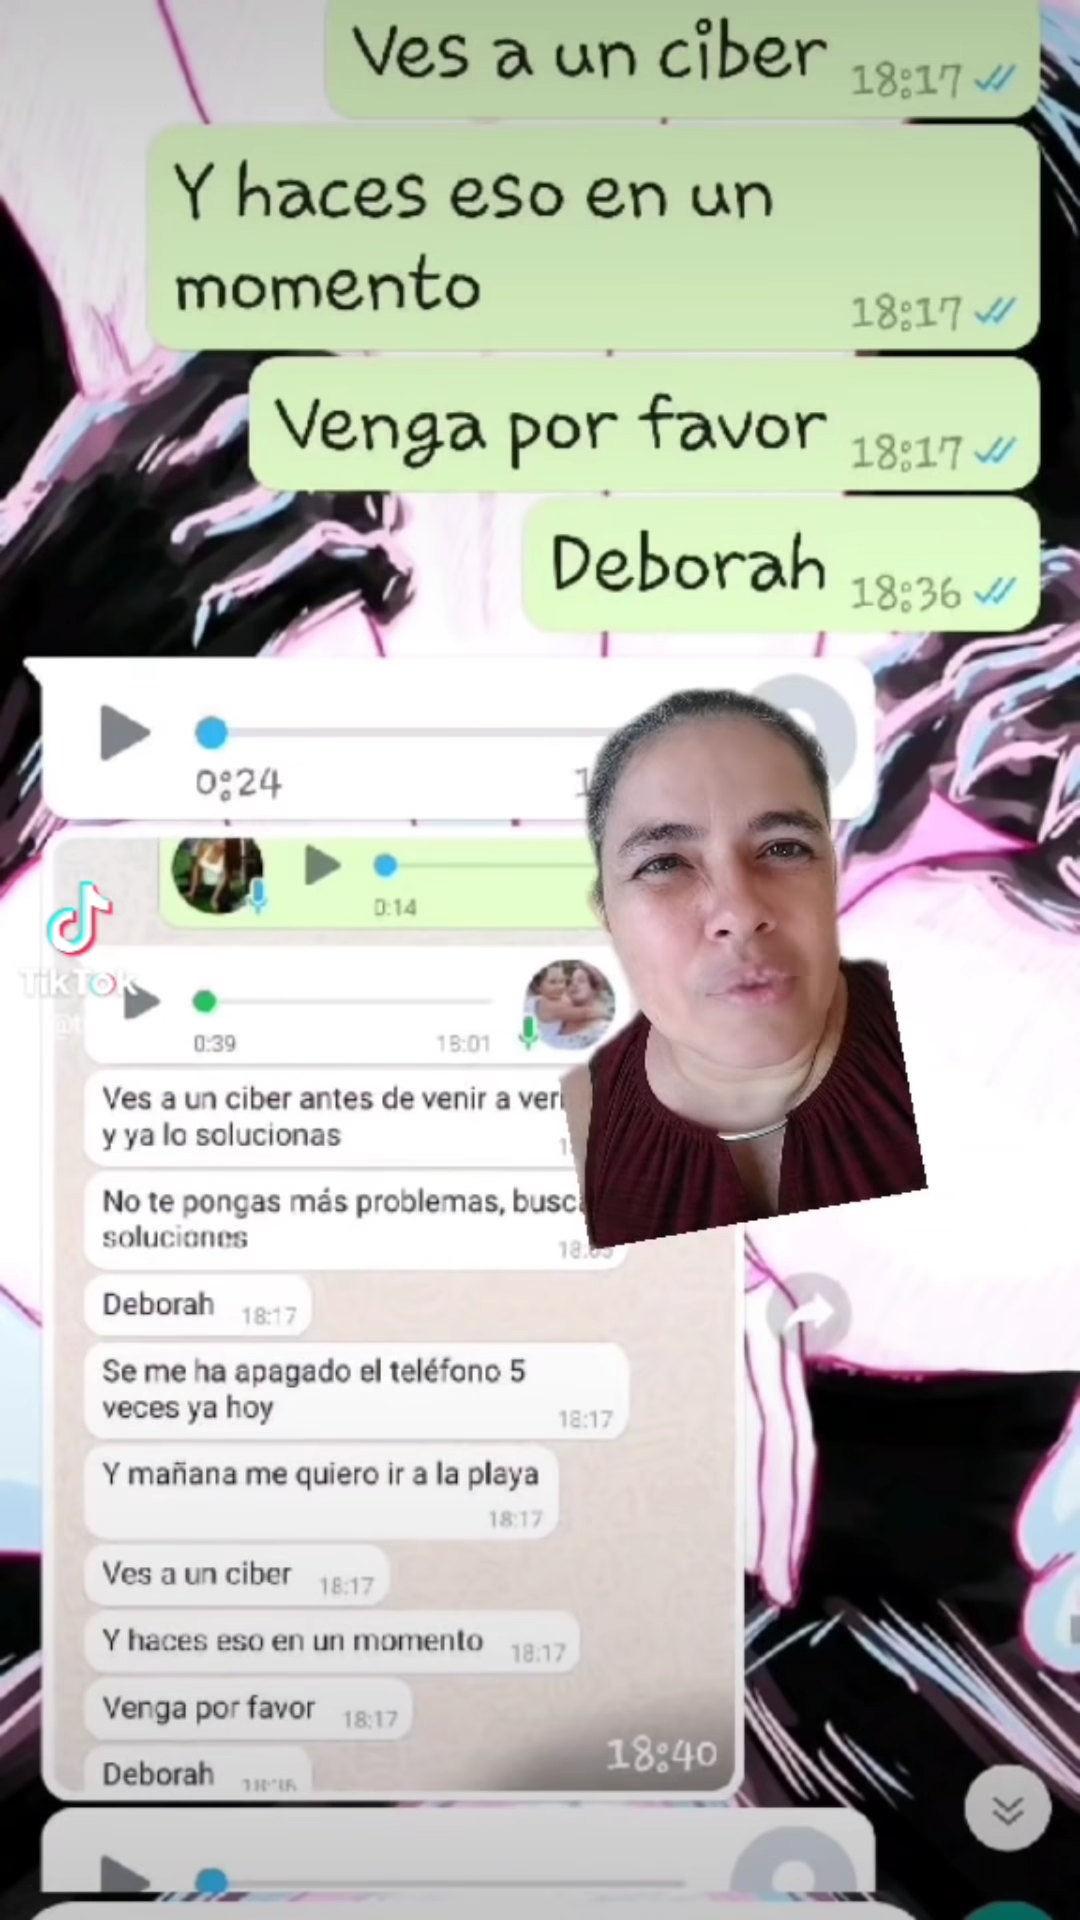 Ves a un ciber 18:17
Y haces eso en un
momento 18:17
Venga por favor 18:17
Deborah 18:36
0:24
0:14
TikTok
0:39 18:01
Ves a un ciber antes de venir a
y ya lo solucionas
No te pongas más problemas,
soluciones
Deborah 18:17
Se me ha apagado el teléfono 5
veces ya hoy 18:17
Y mañana me quiero ir a la playa
18:17
Ves a un ciber 18:17
Y haces eso en un momento 18:17
Venga por favor 18:17
Deborah
18:40